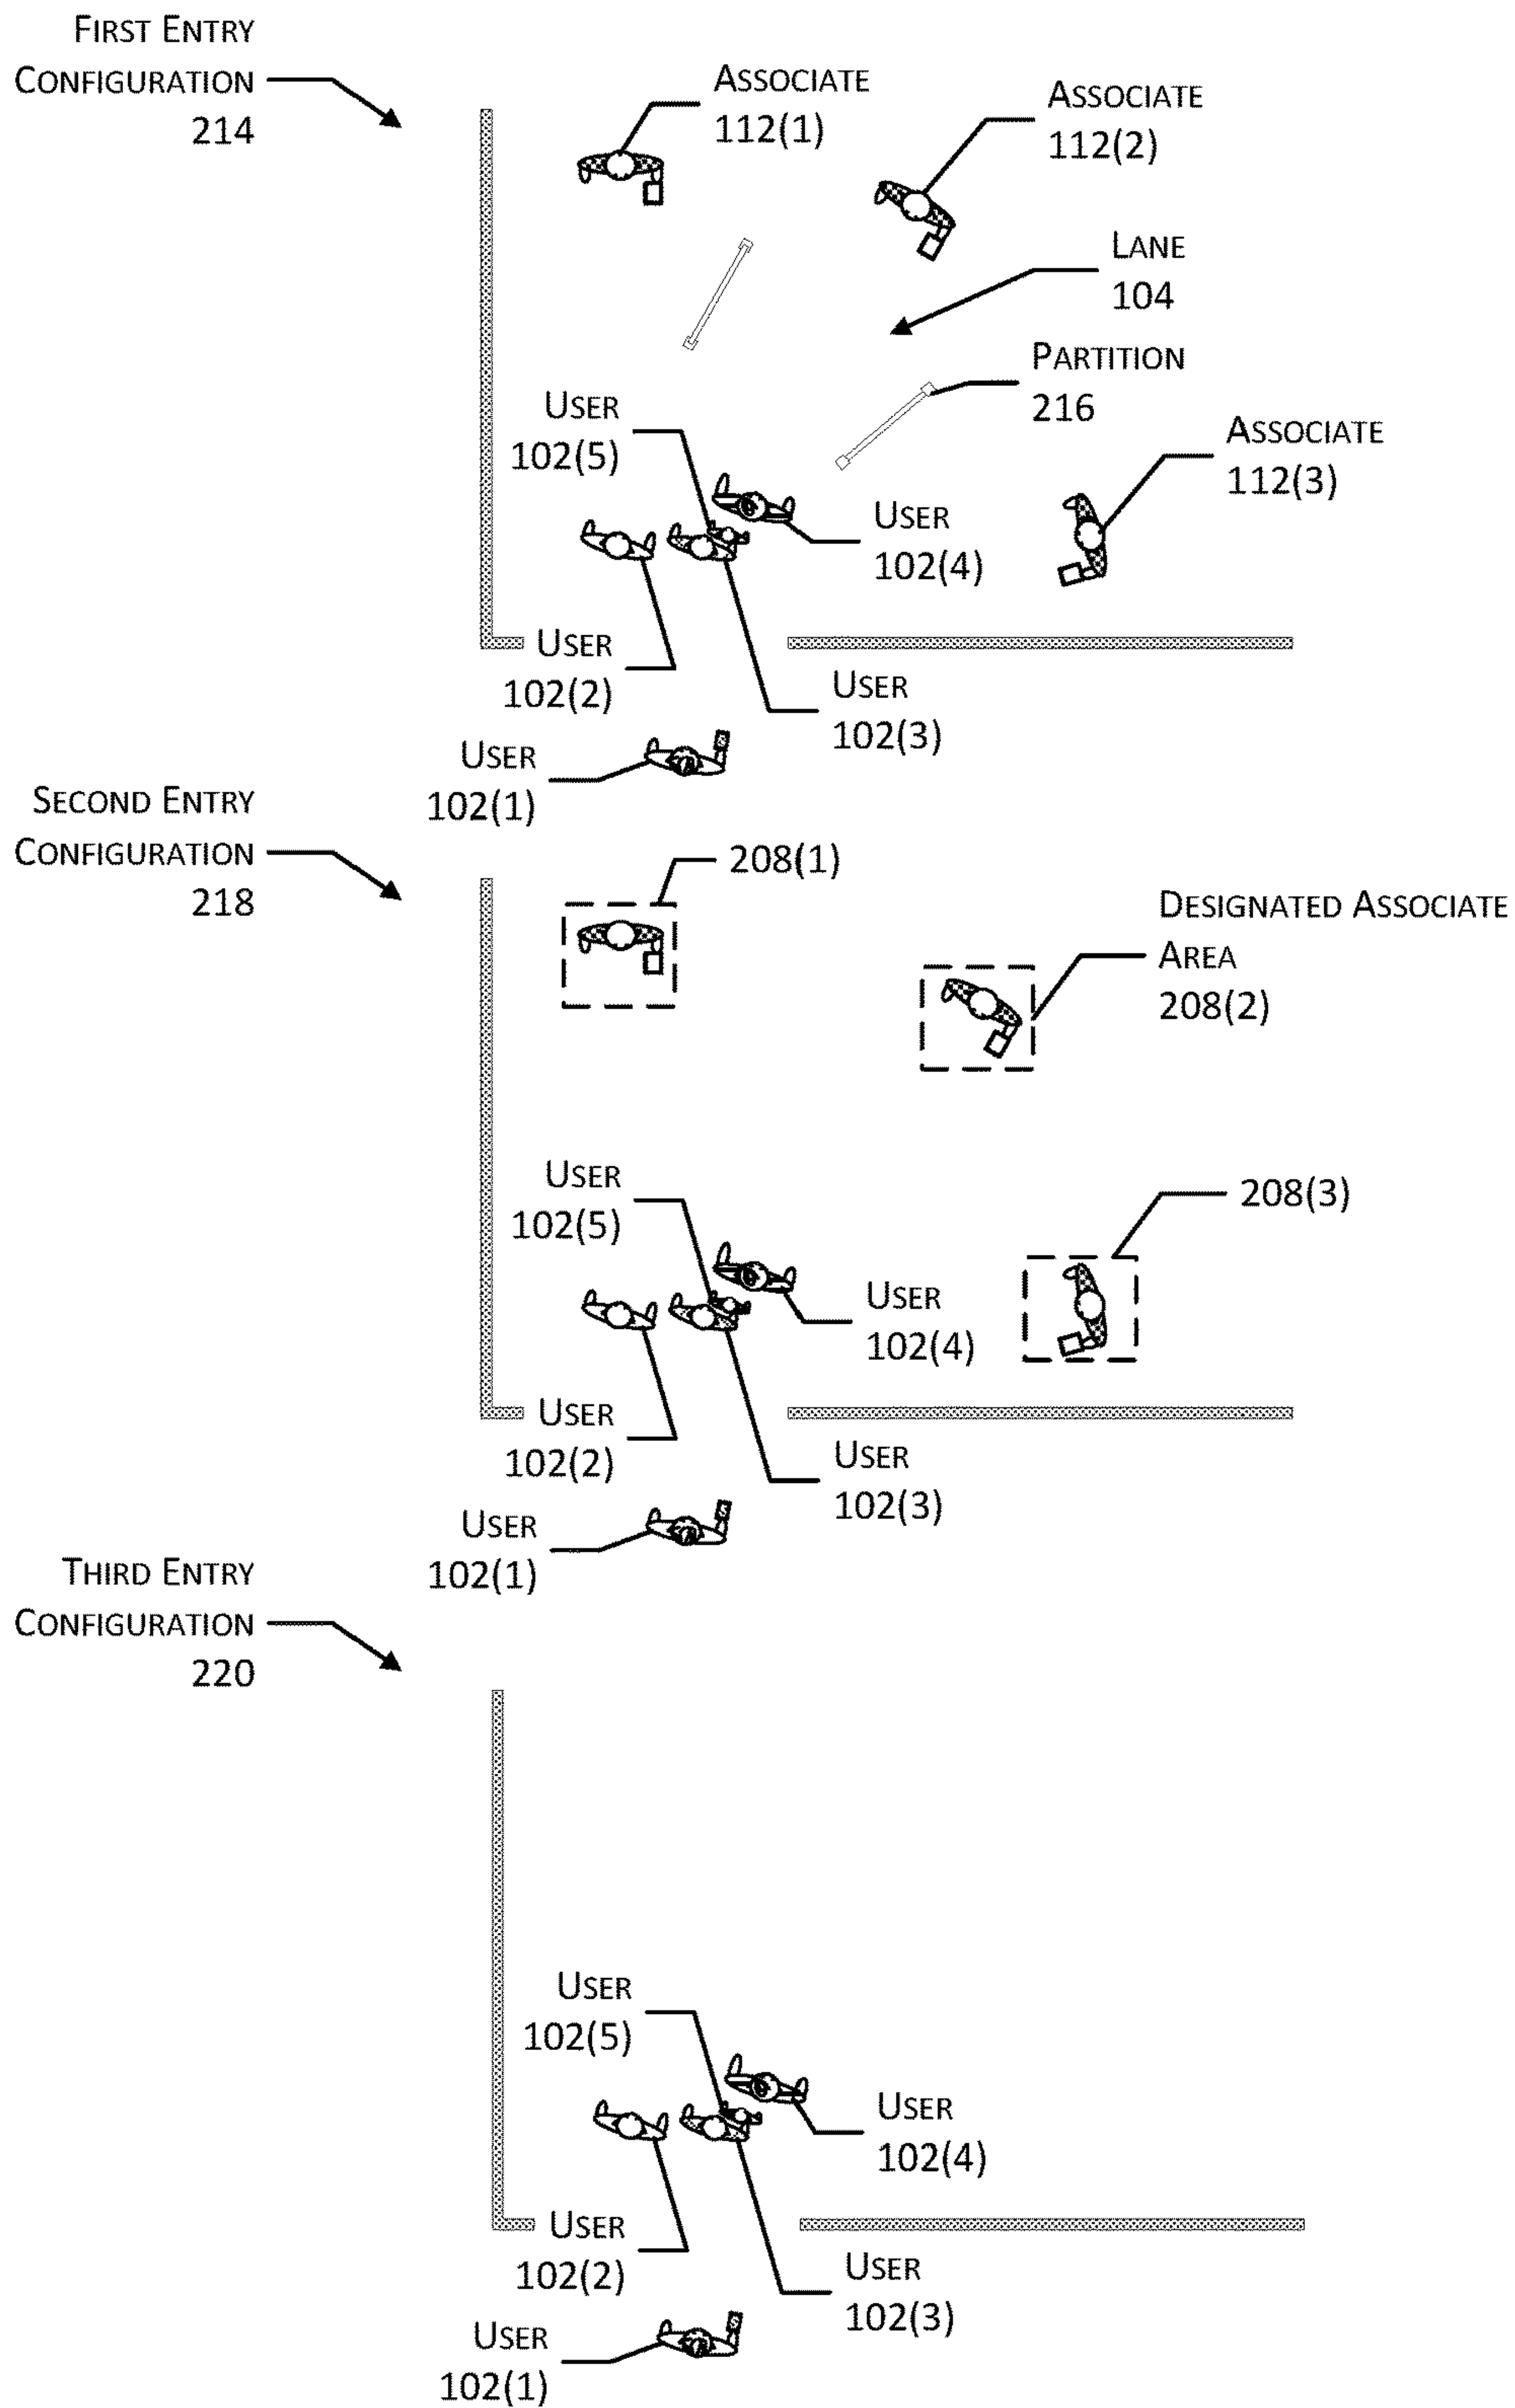 FIRST ENTRY
CONFIGURATION
214
ASSOCIATE
112(1)
ASSOCIATE
112(2)
LANE
104
PARTITION
216
USER
102(5)
ASSOCIATE
112(3)
USER
102(4)
USER
102(2)
USER
102(3)
USER
102(1)
SECOND ENTRY
CONFIGURATION
218
208(1)
DESIGNATED ASSOCIATE
AREA
208(2)
USER
102(5)
208(3)
USER
102(4)
USER
102(2)
USER
102(3)
USER
102(1)
THIRD ENTRY
CONFIGURATION
220
USER
102(5)
USER
102(4)
USER
102(2)
USER
102(3)
USER
102(1)